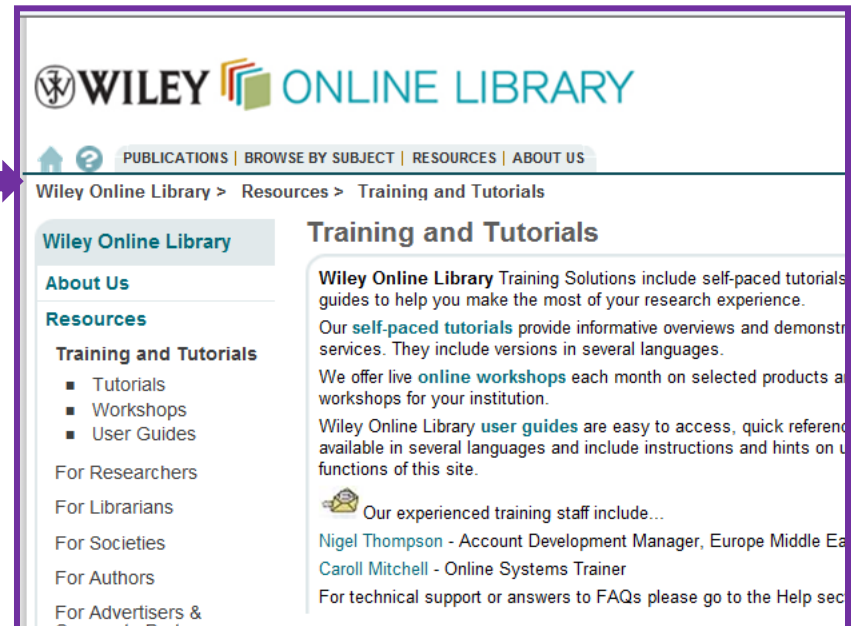 WILEY ONLINE LIBRARY
PUBLICATIONS | BROWSE BY SUBJECT | RESOURCES | ABOUT US
Wiley Online Library > Resources > Training and Tutorials
Wiley Online Library
About Us
Resources
Training and Tutorials
■ Tutorials
■ Workshops
■ User Guides
For Researchers
For Librarians
For Societies
For Authors
For Advertisers &
Training and Tutorials
Wiley Online Library Training Solutions include self-paced tutorials
guides to help you make the most of your research experience.
Our self-paced tutorials provide informative overviews and demonstr
services. They include versions in several languages.
We offer live online workshops each month on selected products a
workshops for your institution.
Wiley Online Library user guides are easy to access, quick referenc
available in several languages and include instructions and hints on u
functions of this site.
Our experienced training staff include...
Nigel Thompson - Account Development Manager, Europe Middle Ea
Caroll Mitchell - Online Systems Trainer
For technical support or answers to FAQs please go to the Help sec